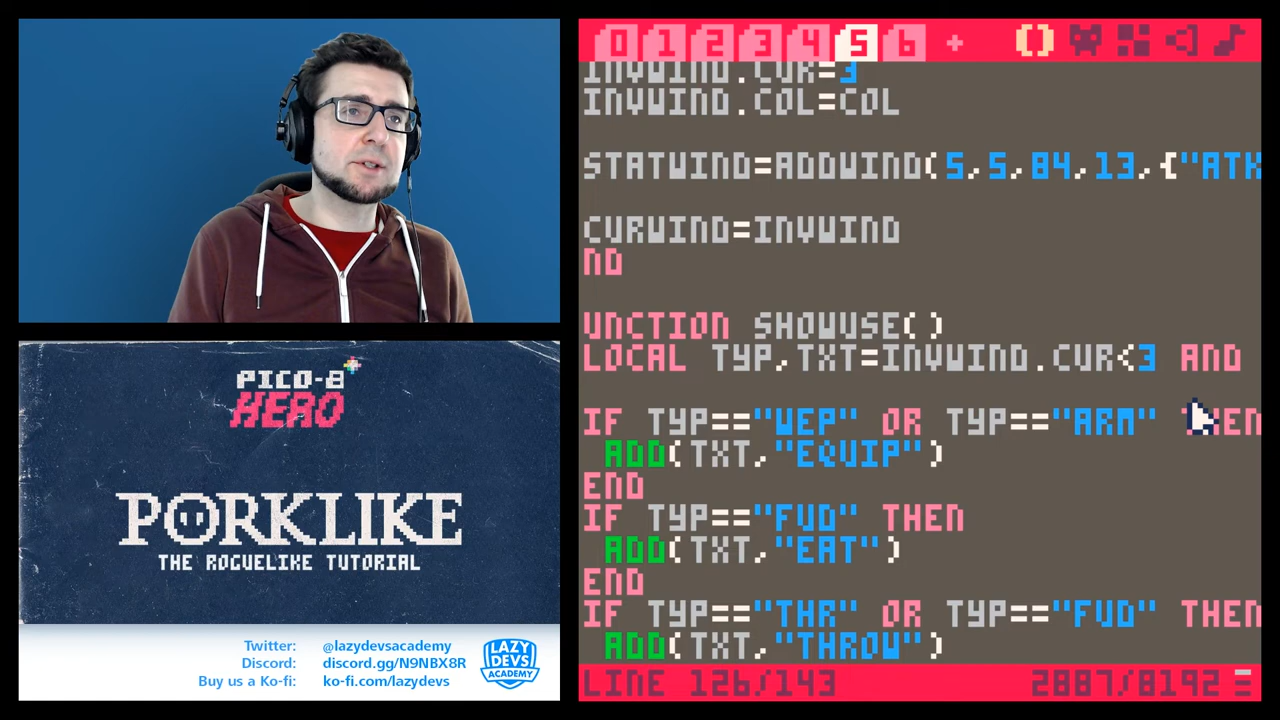 0 1 2 3 4 5 6 +
INVWIND.CUR=3
INVWIND.COL=COL
STATWIND=ADDWIND(5,5,84,13,{"ATK
CURWIND=INVWIND
ND
UNCTION SHOWUSE()
LOCAL TYP,TXT=INVWIND.CUR<3 AND
IF TYP=="WEP" OR TYP=="ARM" THEN
ADD(TXT,"EQUIP")
END
IF TYP=="FUD" THEN
ADD(TXT,"EAT")
END
IF TYP=="THR" OR TYP=="FUD" THEN
ADD(TXT,"THROW")
LINE 126/143 2887/8192
PICO-8
HERO
PORKLIKE
THE ROGUELIKE TUTORIAL
Twitter: @lazydevsacademy
Discord: discord.gg/N9NBX8R
Buy us a Ko-fi: ko-fi.com/lazydevs
LAZY
DEVS
ACADEMY